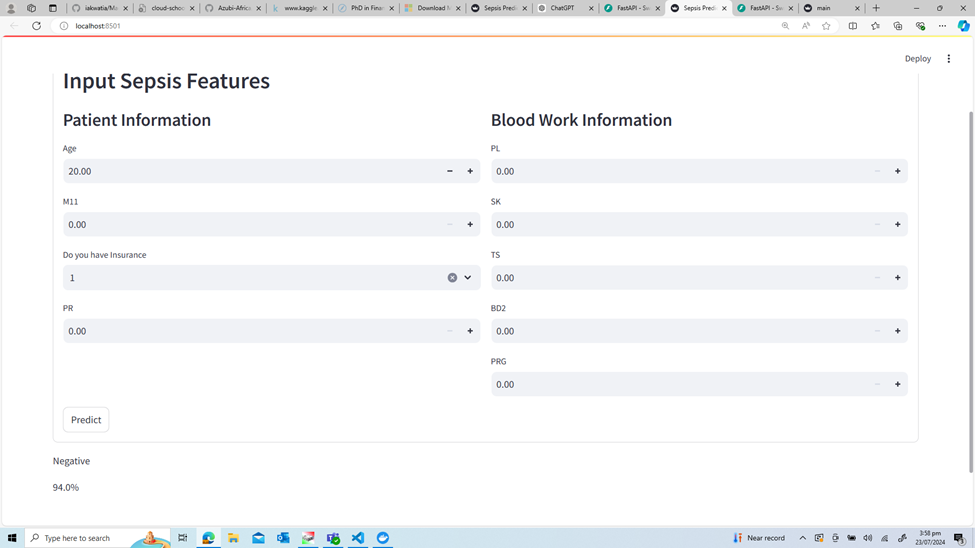 iakwatia/Ma
cloud-schoo
Azubi-Africa
www.kaggle
PhD in Finan
Download M
Sepsis Predic
ChatGPT
FastAPI - Sw
Sepsis Predic
FastAPI - Sw
main
localhost:8501
Deploy
Input Sepsis Features
Patient Information
Age
20.00
M11
0.00
Do you have Insurance
1
PR
0.00
Blood Work Information
PL
0.00
SK
0.00
TS
0.00
BD2
0.00
PRG
0.00
Predict
Negative
94.0%
Type here to search
Near record
3:58 pm
23/07/2024